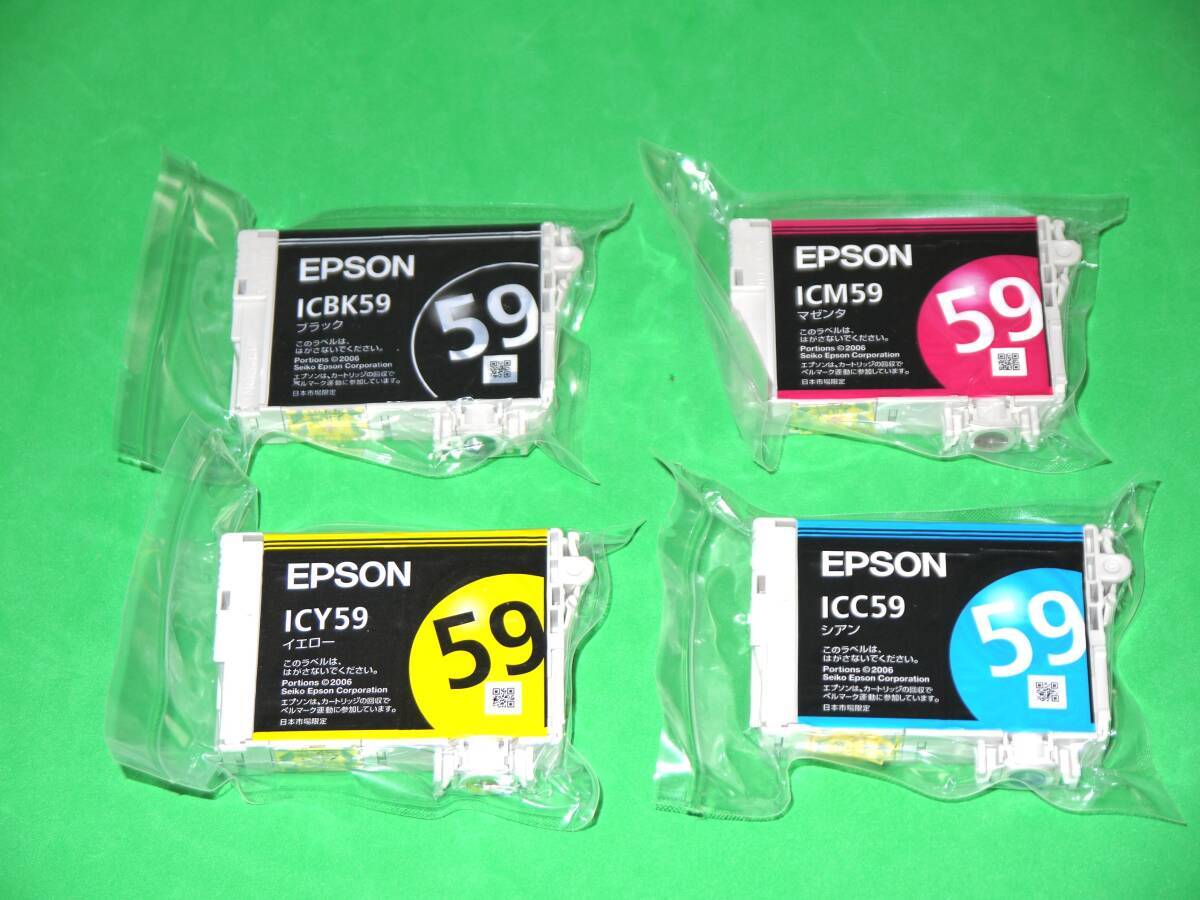 EPSON
ICBK59
ブラック
59
このラベルは、
はがさないでください。
Portions ©2006
Seiko Epson Corporation
エプソンは、カートリッジの回収で
ベルマーク運動に参加しています。
日本市場限定
EPSON
ICM59
マゼンタ
59
このラベルは、
はがさないでください。
Portions ©2006
Seiko Epson Corporation
エプソンは、カートリッジの回収で
ベルマーク運動に参加しています。
日本市場限定
EPSON
ICY59
イエロー
59
このラベルは、
はがさないでください。
Portions ©2006
Seiko Epson Corporation
エプソンは、カートリッジの回収で
ベルマーク運動に参加しています。
日本市場限定
EPSON
ICC59
シアン
59
このラベルは、
はがさないでください。
Portions ©2006
Seiko Epson Corporation
エプソンは、カートリッジの回収で
ベルマーク運動に参加しています。
日本市場限定